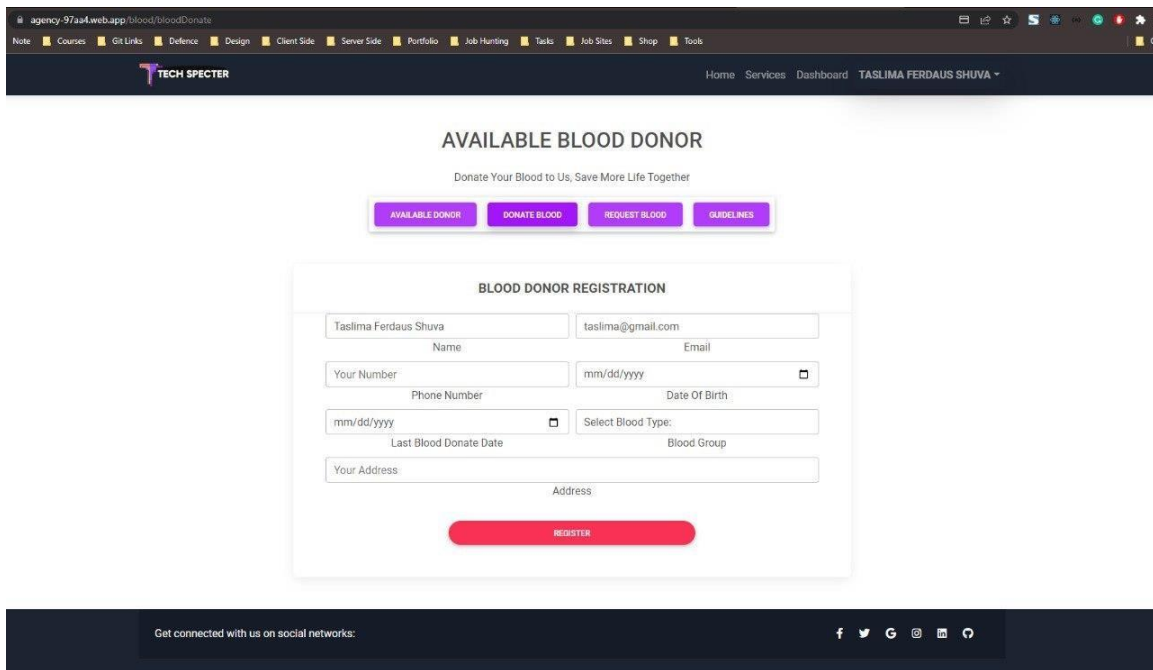 agency-97aa4.web.app/blood/bloodDonate
Note Courses Git Links Defence Design Client Side Server Side Portfolio Job Hunting Tasks Job Sites Shop Tools
TECH SPECTER Home Services Dashboard TASLIMA FERDAUS SHUVA
AVAILABLE BLOOD DONOR
Donate Your Blood to Us, Save More Life Together
AVAILABLE DONOR DONATE BLOOD REQUEST BLOOD GUIDELINES
BLOOD DONOR REGISTRATION
Taslima Ferdaus Shuva taslima@gmail.com
Name Email
Your Number mm/dd/yyyy
Phone Number Date Of Birth
mm/dd/yyyy Select Blood Type:
Last Blood Donate Date Blood Group
Your Address
Address
REGISTER
Get connected with us on social networks: